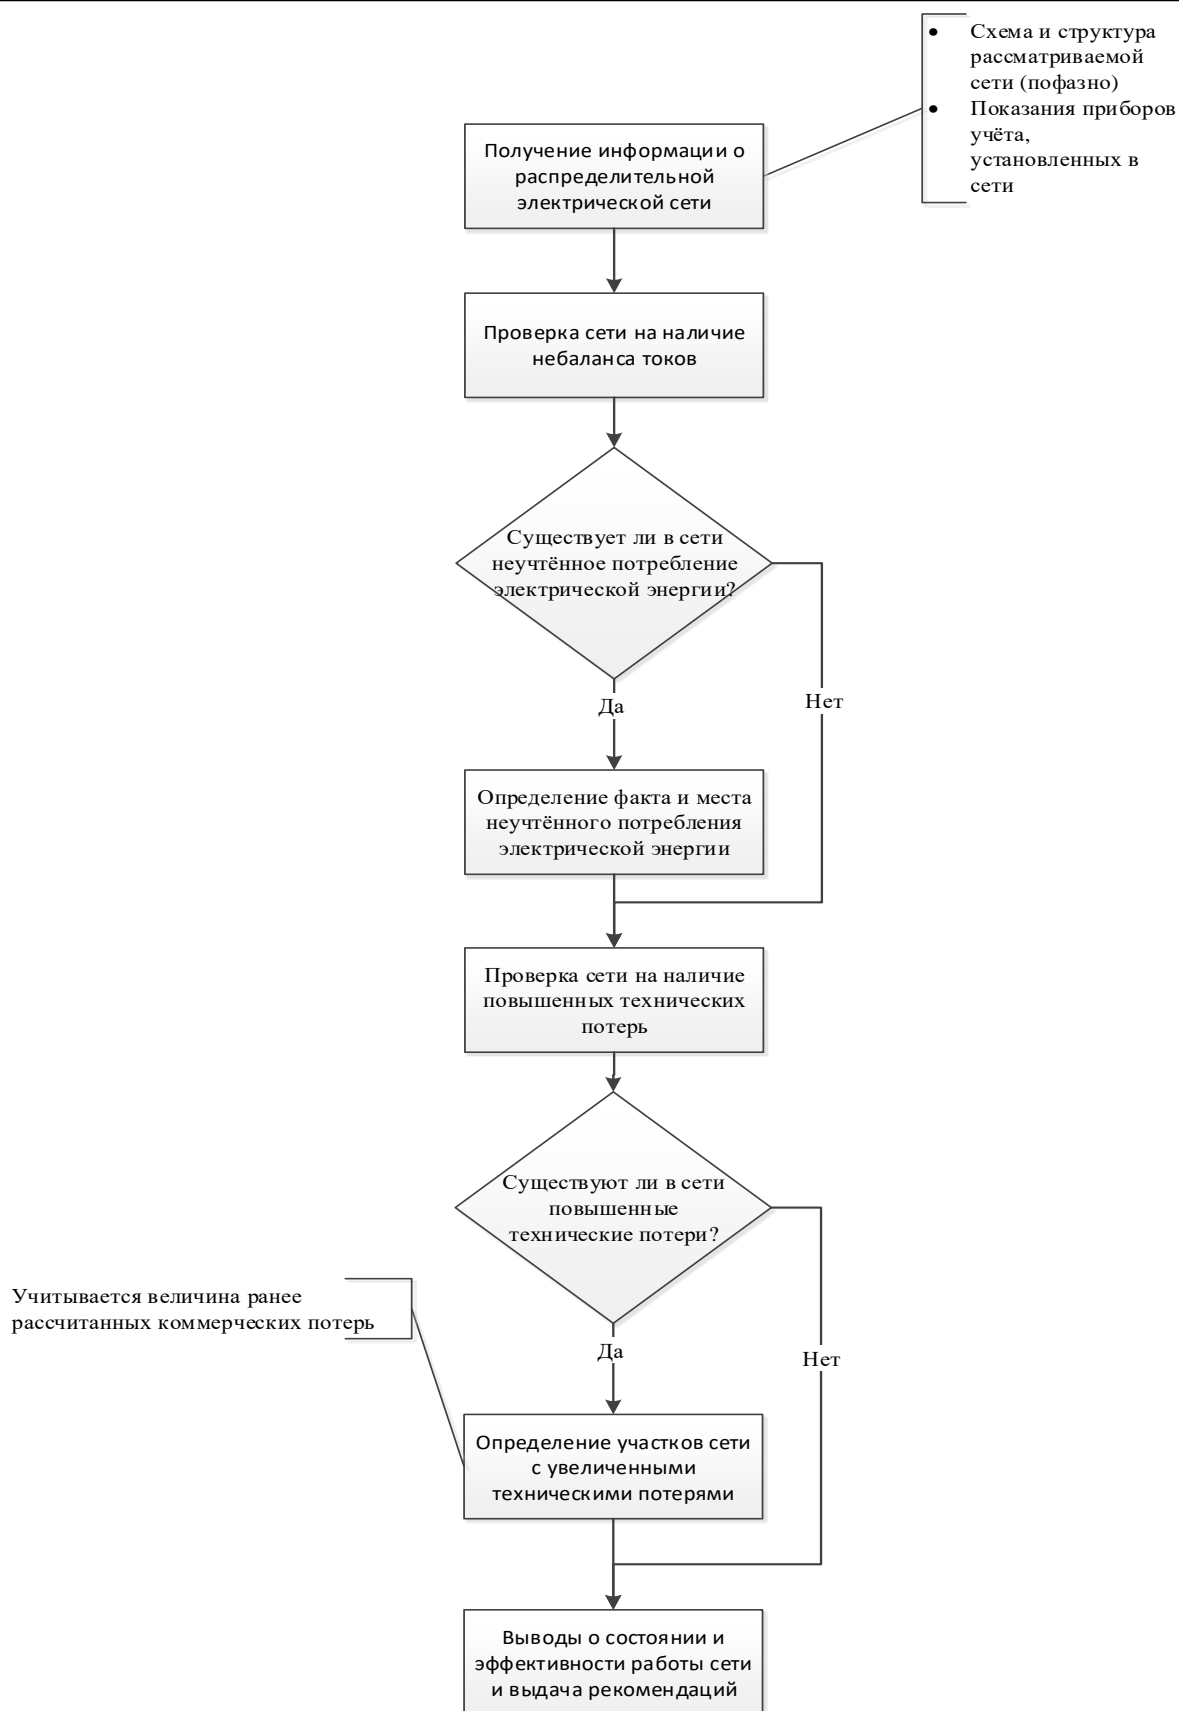 • Схема и структура
рассматриваемой
сети (пофазно)
• Показания приборов
учёта,
установленных в
сети
Получение информации о
распределительной
электрической сети
Проверка сети на наличие
небаланса токов
Существует ли в сети
неучтённое потребление
электрической энергии?
Да
Нет
Определение факта и места
неучтённого потребления
электрической энергии
Проверка сети на наличие
повышенных технических
потерь
Существуют ли в сети
повышенные
технические потери?
Учитывается величина ранее
рассчитанных коммерческих потерь
Да
Нет
Определение участков сети
с увеличенными
техническими потерями
Выводы о состоянии и
эффективности работы сети
и выдача рекомендаций